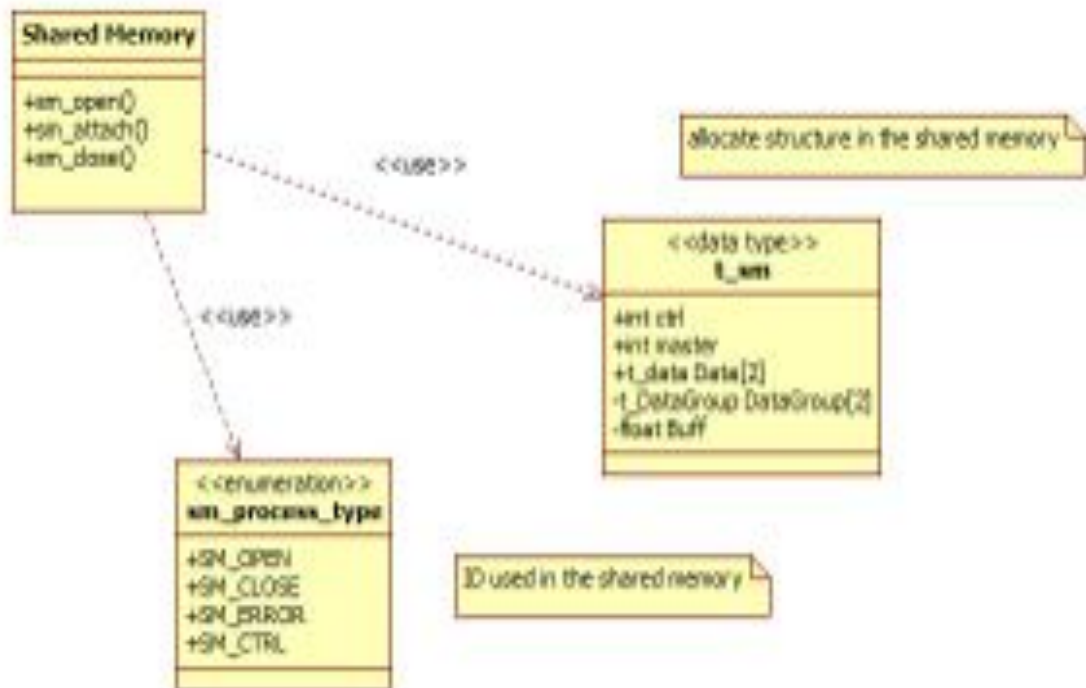 Shared Memory
+sm_open()
+sm_attach()
+sm_close()
<<use>>
allocate structure in the shared memory
<<data type>>
t_sm
+int ctrl
+int master
+t_data Data[2]
-t_DataGroup DataGroup[2]
-float Buff
<<use>>
<<enumeration>>
sm_process_type
+SM_OPEN
+SM_CLOSE
+SM_ERROR
+SM_CTRL
ID used in the shared memory